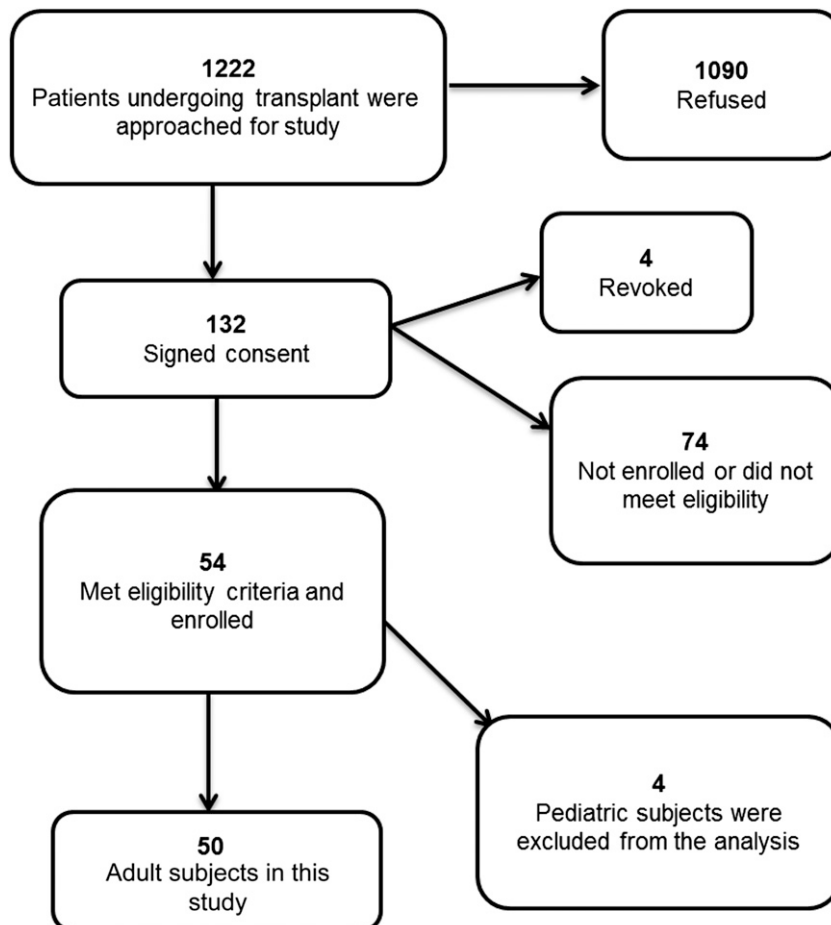 1222
Patients undergoing transplant were
approached for study
1090
Refused
4
Revoked
132
Signed consent
74
Not enrolled or did not
meet eligibility
54
Met eligibility criteria and
enrolled
4
Pediatric subjects were
excluded from the analysis
50
Adult subjects in this
study